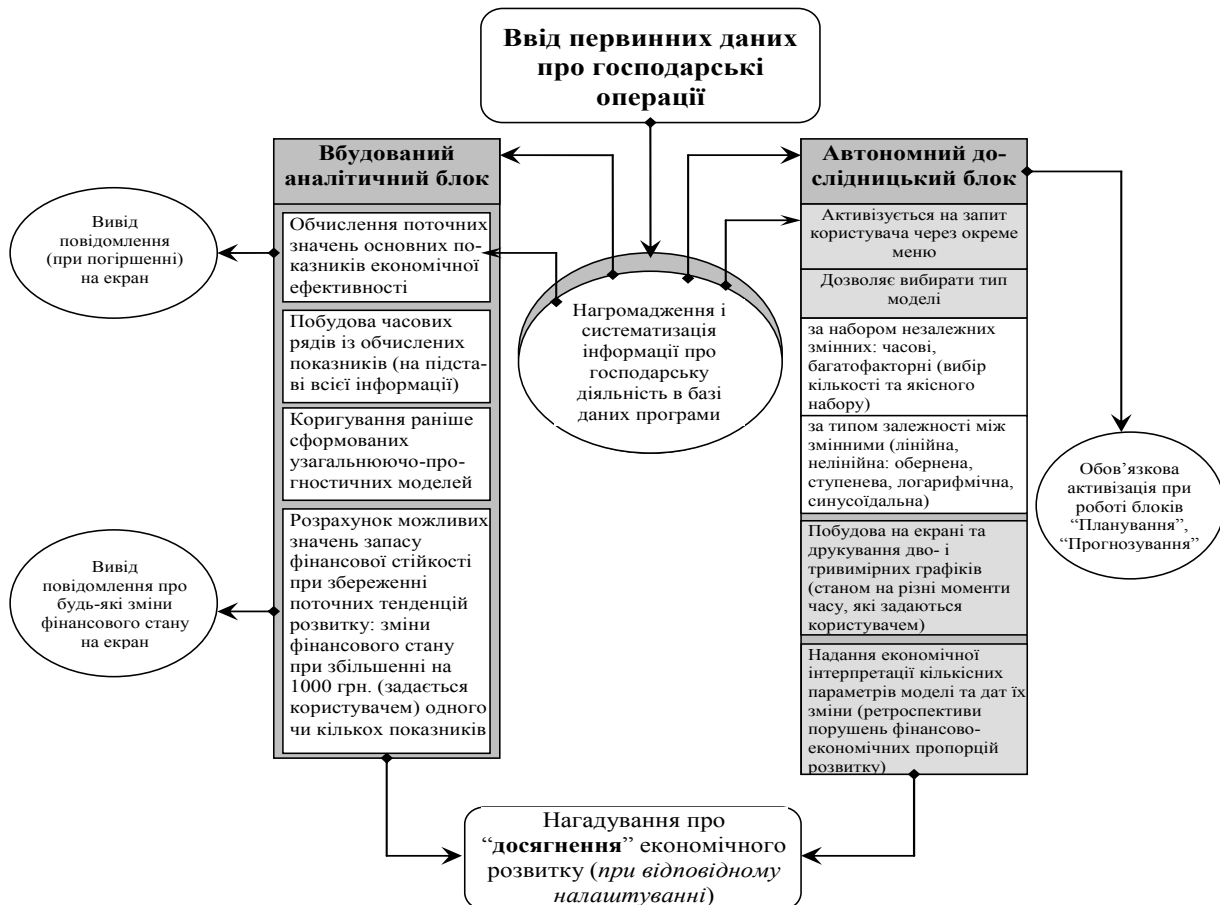 Ввід первинних даних
про господарські
операції
Вбудований
аналітичний блок
Обчислення поточних
значень основних по-
казників економічної
ефективності
Побудова часових
рядів із обчислених
показників (на підста-
ві всієї інформації)
Коригування раніше
сформованих
узагальнюючо-про-
гностичних моделей
Розрахунок можливих
значень запасу
фінансової стійкості
при збереженні
поточних тенденцій
розвитку: зміни
фінансового стану
при збільшенні на
1000 грн. (задається
користувачем) одного
чи кількох показників
Вивід
повідомлення
(при погіршенні)
на екран
Вивід
повідомлення про
будь-які зміни
фінансового стану
на екран
Нагромадження і
систематизація
інформації про
господарську
діяльність в базі
даних програми
Автономний до-
слідницький блок
Активізується на запит
користувача через окреме
меню
Дозволяє вибирати тип
моделі
за набором незалежних
змінних: часові,
багатофакторні (вибір
кількості та якісного
набору)
за типом залежності між
змінними (лінійна,
нелінійна: обернена,
ступенева, логарифмічна,
синусоїдальна)
Побудова на екрані та
друкування дво- і
тривимірних графіків
(станом на різні моменти
часу, які задаються
користувачем)
Надання економічної
інтерпретації кількісних
параметрів моделі та дат їх
зміни (ретроспективи
порушень фінансово-
економічних пропорцій
розвитку)
Обов’язкова
активізація при
роботі блоків
“Планування”,
“Прогнозування”
Нагадування про
“досягнення” економічного
розвитку (при відповідному
налаштуванні)